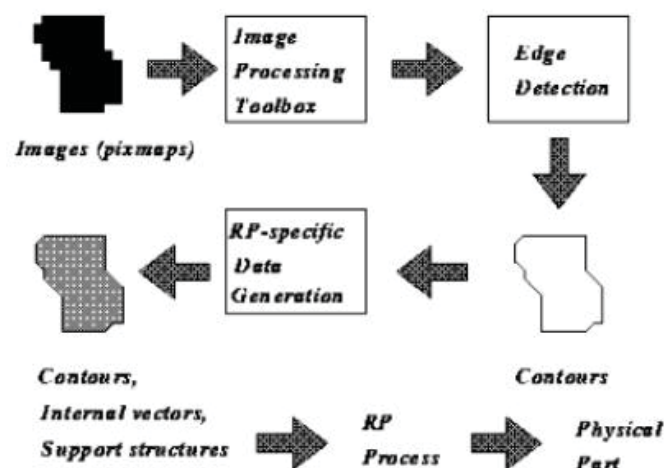 Image
Processing
Toolbox
Edge
Detection
Images (pixmaps)
RP-specific
Data
Generation
Contours,
Internal vectors,
Support structures
Contours
RP
Process
Physical
Part